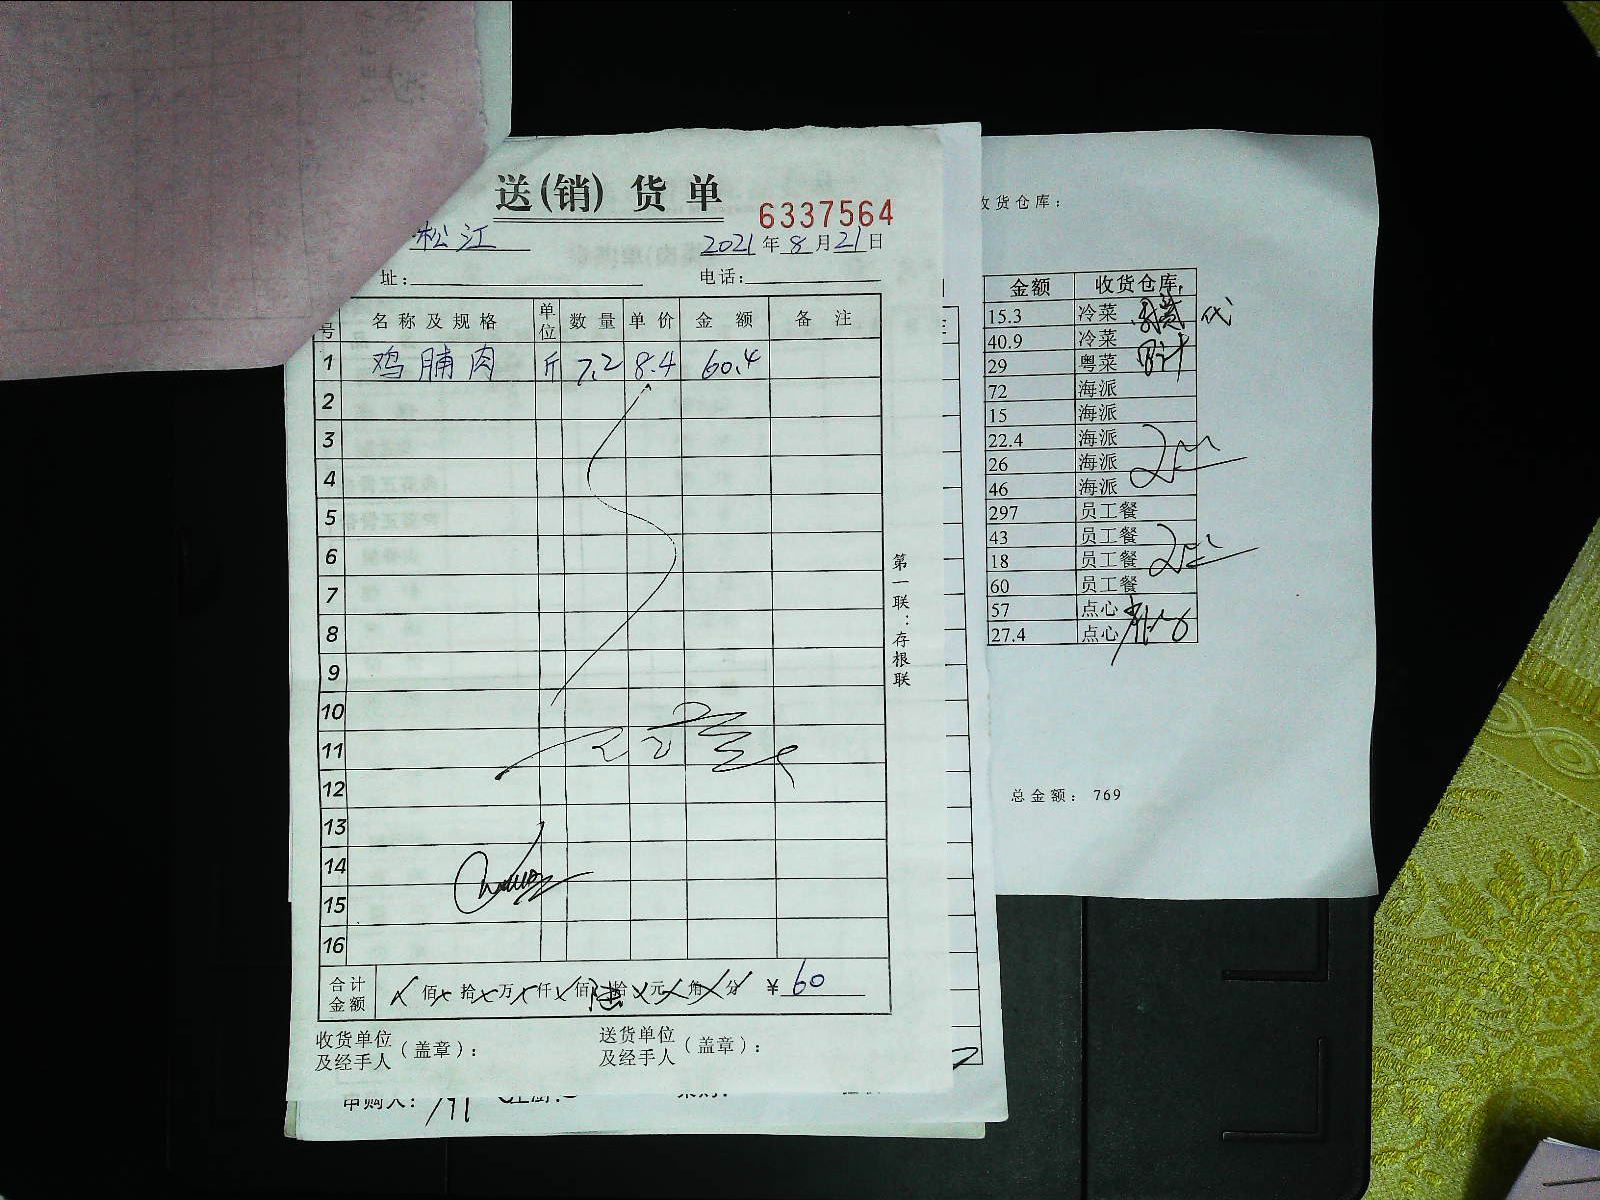 送(销)货单
6337564
松江
2021年8月21日
址：
电话：
号 名称及规格 单位 数量 单价 金额 备注
1 鸡脯肉 斤 7.2 8.4 60.4
2
3
4
5
6
7
8
9
10
11
12
13
14
15
16
合计金额 佰 拾 万 仟 佰 陆拾 元 角 分 ¥60
收货单位及经手人（盖章）：
送货单位及经手人（盖章）：
第一联：存根联
申购人：
收货仓库：
金额 收货仓库
15.3 冷菜
代
40.9 冷菜
29 粤菜
72 海派
15 海派
22.4 海派
26 海派
46 海派
297 员工餐
43 员工餐
18 员工餐
60 员工餐
57 点心
27.4 点心
总金额：769